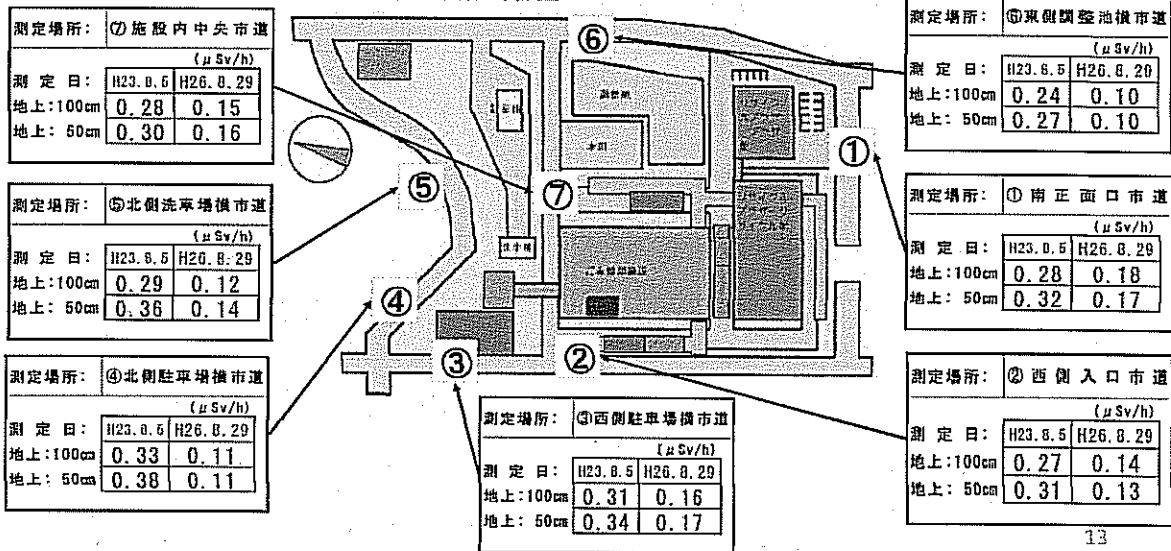 測定場所: ⑦施設内中央市道
(μSv/h)
測定日: H23.8.5 H26.8.29
地上:100cm 0.28 0.15
地上: 50cm 0.30 0.16
測定場所: ⑤北側洗車場横市道
(μSv/h)
測定日: H23.8.5 H26.8.29
地上:100cm 0.29 0.12
地上: 50cm 0.36 0.14
測定場所: ④北側駐車場横市道
(μSv/h)
測定日: H23.8.5 H26.8.29
地上:100cm 0.33 0.11
地上: 50cm 0.38 0.11
⑥
①
⑤
⑦
④
③
②
測定場所: ③西側駐車場横市道
(μSv/h)
測定日: H23.8.5 H26.8.29
地上:100cm 0.31 0.16
地上: 50cm 0.34 0.17
測定場所: ⑥東側調整池横市道
(μSv/h)
測定日: H23.8.5 H26.8.29
地上:100cm 0.24 0.10
地上: 50cm 0.27 0.10
測定場所: ①南正面口市道
(μSv/h)
測定日: H23.8.5 H26.8.29
地上:100cm 0.28 0.18
地上: 50cm 0.32 0.17
測定場所: ②西側入口市道
(μSv/h)
測定日: H23.8.5 H26.8.29
地上:100cm 0.27 0.14
地上: 50cm 0.31 0.13
13